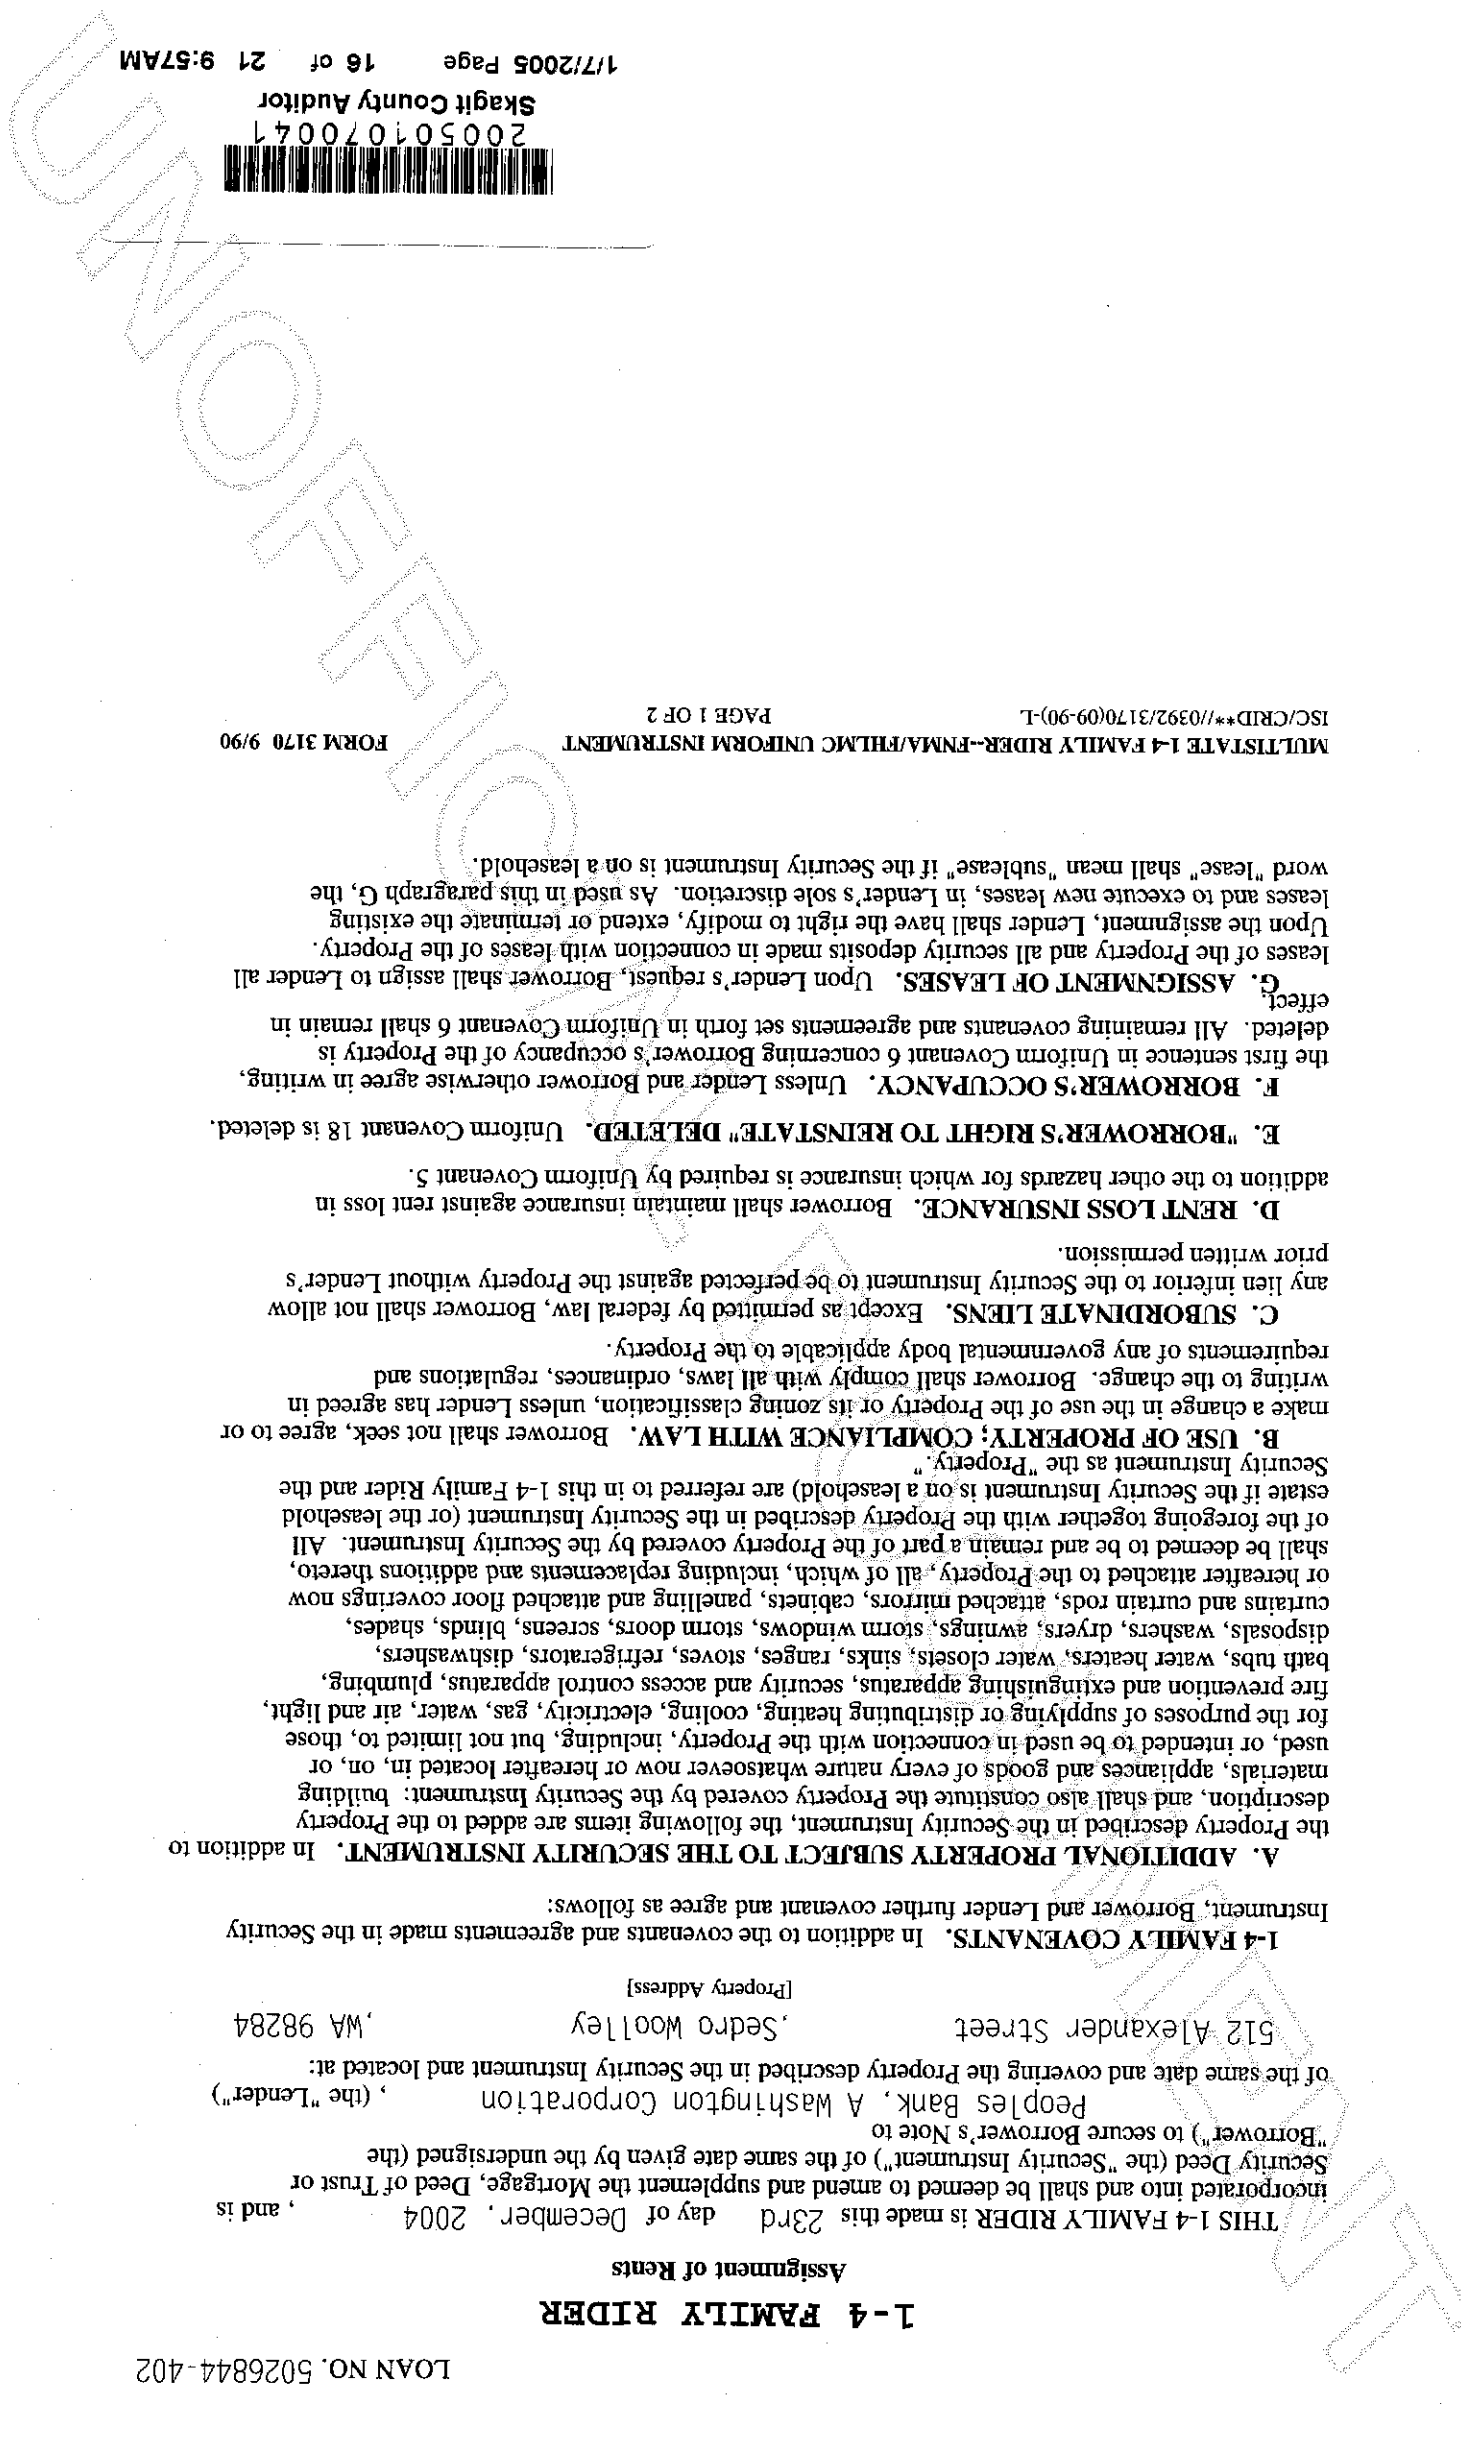 LOAN NO. 5026844-402
1-4 FAMILY RIDER
Assignment of Rents
THIS 1-4 FAMILY RIDER is made this 23rd day of December, 2004 , and is
incorporated into and shall be deemed to amend and supplement the Mortgage, Deed of Trust or
Security Deed (the "Security Instrument") of the same date given by the undersigned (the
"Borrower") to secure Borrower's Note to
Peoples Bank, A Washington Corporation , (the "Lender")
of the same date and covering the Property described in the Security Instrument and located at:
512 Alexander Street ,Sedro Woolley ,WA 98284
[Property Address]
1-4 FAMILY COVENANTS. In addition to the covenants and agreements made in the Security
Instrument, Borrower and Lender further covenant and agree as follows:
A. ADDITIONAL PROPERTY SUBJECT TO THE SECURITY INSTRUMENT. In addition to
the Property described in the Security Instrument, the following items are added to the Property
description, and shall also constitute the Property covered by the Security Instrument: building
materials, appliances and goods of every nature whatsoever now or hereafter located in, on, or
used, or intended to be used in connection with the Property, including, but not limited to, those
for the purposes of supplying or distributing heating, cooling, electricity, gas, water, air and light,
fire prevention and extinguishing apparatus, security and access control apparatus, plumbing,
bath tubs, water heaters, water closets, sinks, ranges, stoves, refrigerators, dishwashers,
disposals, washers, dryers, awnings, storm windows, storm doors, screens, blinds, shades,
curtains and curtain rods, attached mirrors, cabinets, panelling and attached floor coverings now
or hereafter attached to the Property, all of which, including replacements and additions thereto,
shall be deemed to be and remain a part of the Property covered by the Security Instrument. All
of the foregoing together with the Property described in the Security Instrument (or the leasehold
estate if the Security Instrument is on a leasehold) are referred to in this 1-4 Family Rider and the
Security Instrument as the "Property."
B. USE OF PROPERTY; COMPLIANCE WITH LAW. Borrower shall not seek, agree to or
make a change in the use of the Property or its zoning classification, unless Lender has agreed in
writing to the change. Borrower shall comply with all laws, ordinances, regulations and
requirements of any governmental body applicable to the Property.
C. SUBORDINATE LIENS. Except as permitted by federal law, Borrower shall not allow
any lien inferior to the Security Instrument to be perfected against the Property without Lender's
prior written permission.
D. RENT LOSS INSURANCE. Borrower shall maintain insurance against rent loss in
addition to the other hazards for which insurance is required by Uniform Covenant 5.
E. "BORROWER'S RIGHT TO REINSTATE" DELETED. Uniform Covenant 18 is deleted.
F. BORROWER'S OCCUPANCY. Unless Lender and Borrower otherwise agree in writing,
the first sentence in Uniform Covenant 6 concerning Borrower's occupancy of the Property is
deleted. All remaining covenants and agreements set forth in Uniform Covenant 6 shall remain in
effect.
G. ASSIGNMENT OF LEASES. Upon Lender's request, Borrower shall assign to Lender all
leases of the Property and all security deposits made in connection with leases of the Property.
Upon the assignment, Lender shall have the right to modify, extend or terminate the existing
leases and to execute new leases, in Lender's sole discretion. As used in this paragraph G, the
word "lease" shall mean "sublease" if the Security Instrument is on a leasehold.
MULTISTATE 1-4 FAMILY RIDER--FNMA/FHLMC UNIFORM INSTRUMENT FORM 3170 9/90
ISC/CRID**//0392/3170(09-90)-L PAGE 1 OF 2
200501070041
Skagit County Auditor
1/7/2005 Page 16 of 21 9:57AM
UNOFFICIAL DOCUMENT